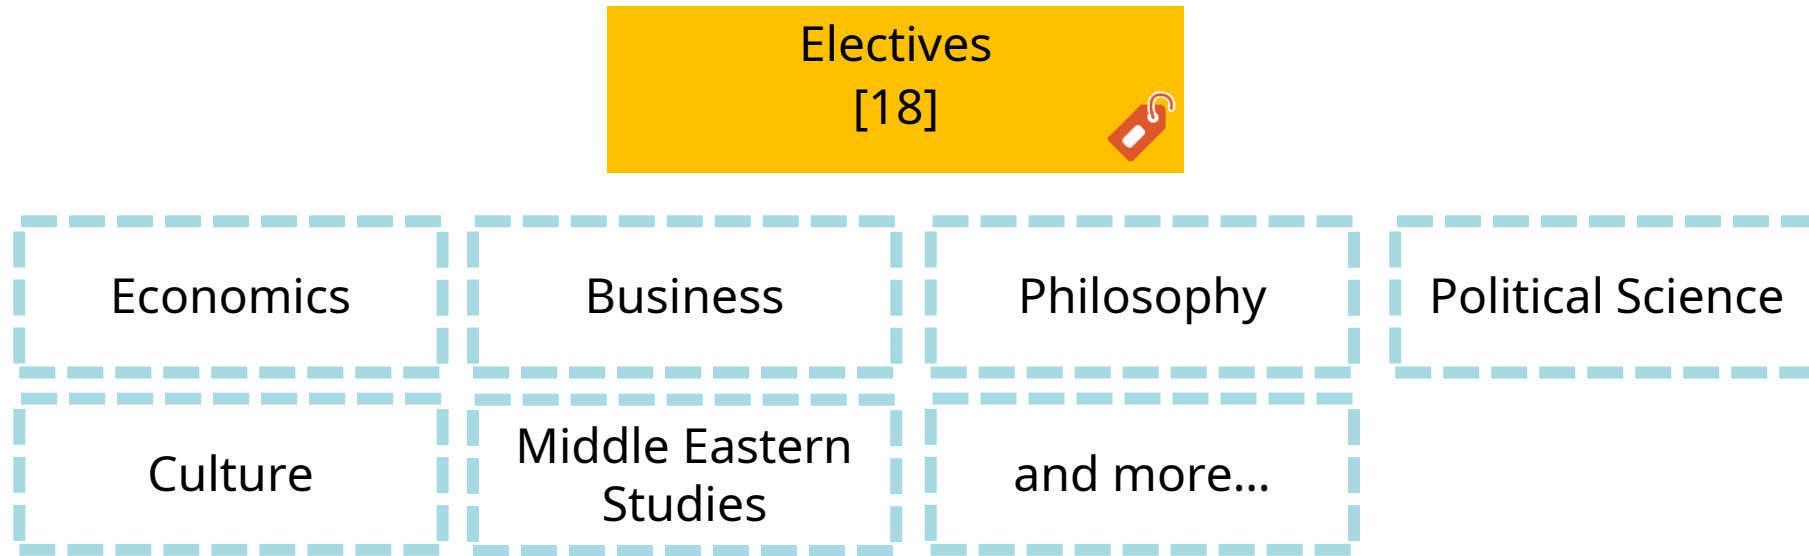 Electives
[18]
Economics
Business
Philosophy
Political Science
Culture
Middle Eastern
Studies
and more...